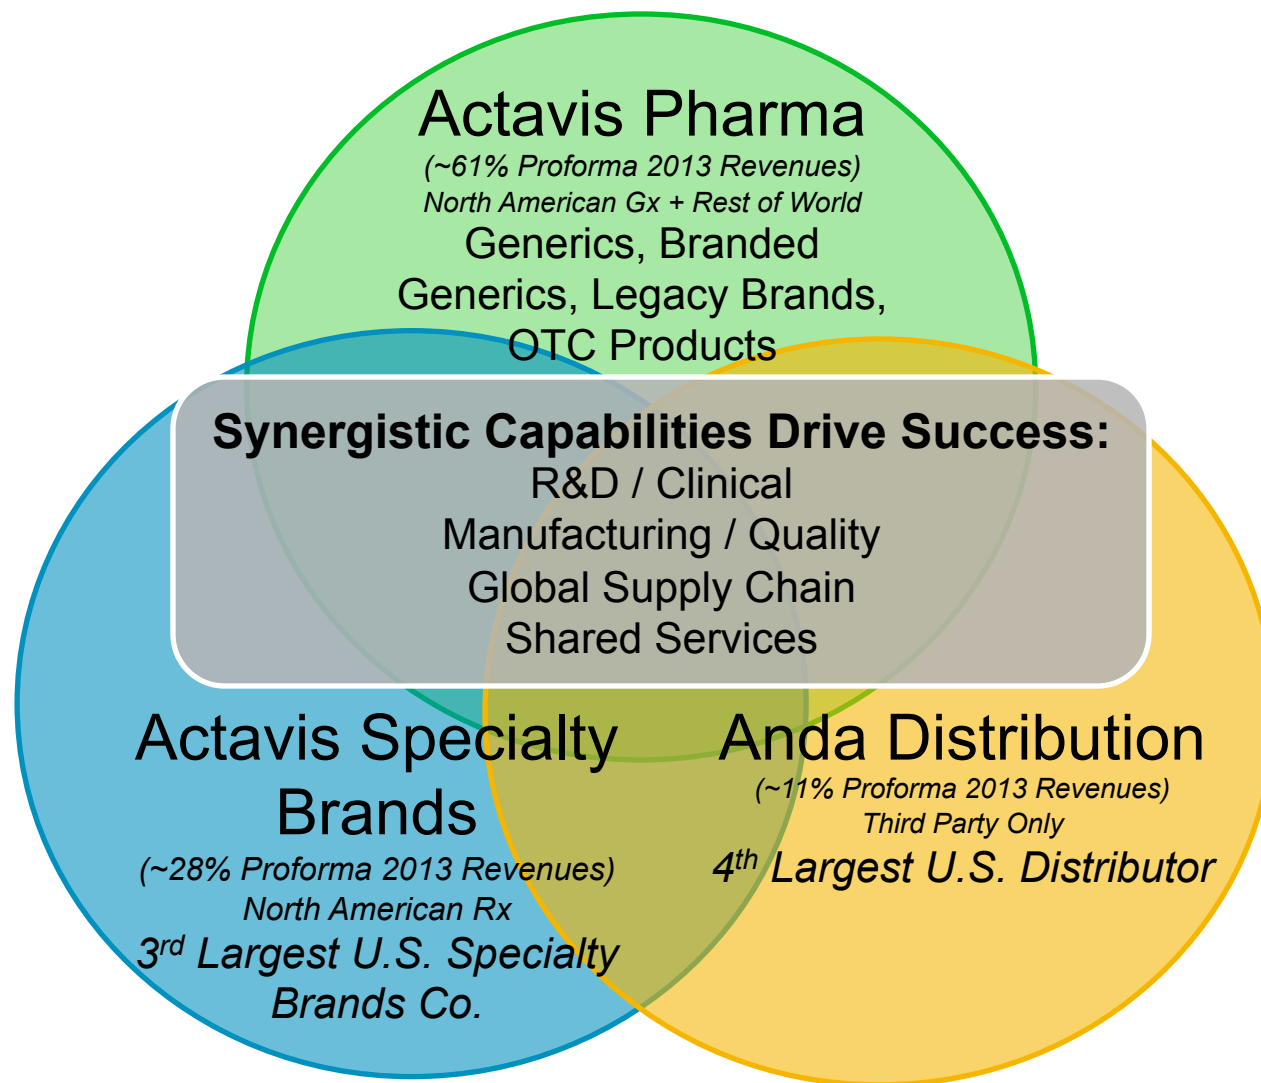 Actavis Pharma
(~61% Proforma 2013 Revenues)
North American Gx + Rest of World
Generics, Branded
Generics, Legacy Brands,
OTC Products
Synergistic Capabilities Drive Success:
R&D / Clinical
Manufacturing / Quality
Global Supply Chain
Shared Services
Actavis Specialty
Brands
(~28% Proforma 2013 Revenues)
North American Rx
3rd Largest U.S. Specialty
Brands Co.
Anda Distribution
(~11% Proforma 2013 Revenues)
Third Party Only
4th Largest U.S. Distributor